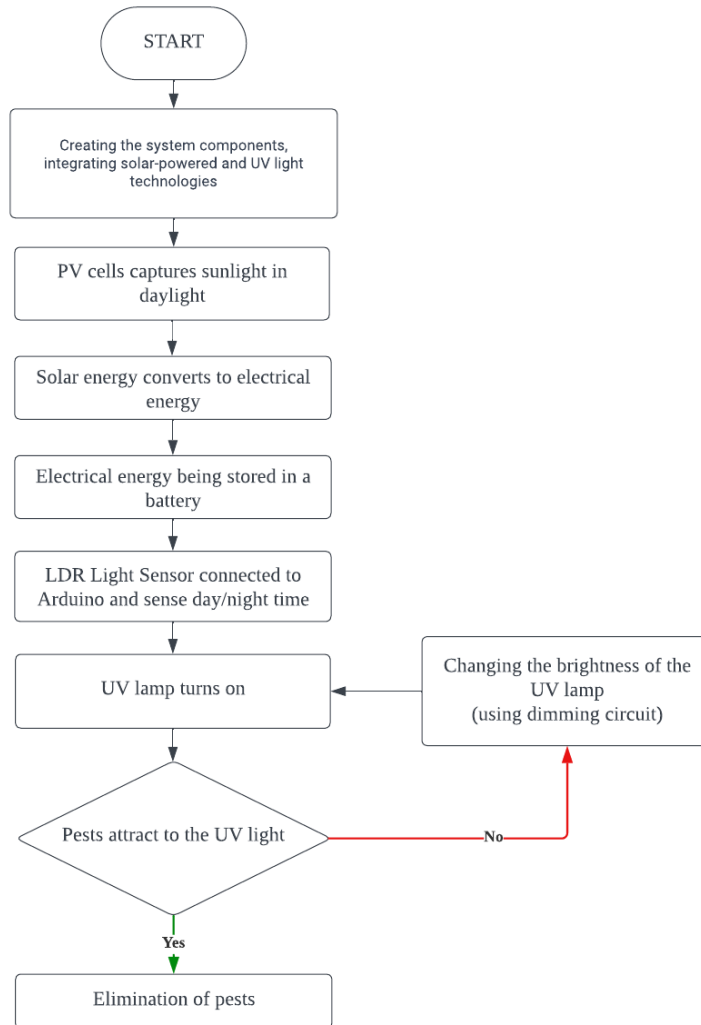 START
Creating the system components,
integrating solar-powered and UV light
technologies
PV cells captures sunlight in
daylight
Solar energy converts to electrical
energy
Electrical energy being stored in a
battery
LDR Light Sensor connected to
Arduino and sense day/night time
UV lamp turns on
Changing the brightness of the
UV lamp
(using dimming circuit)
Pests attract to the UV light
No
Yes
Elimination of pests